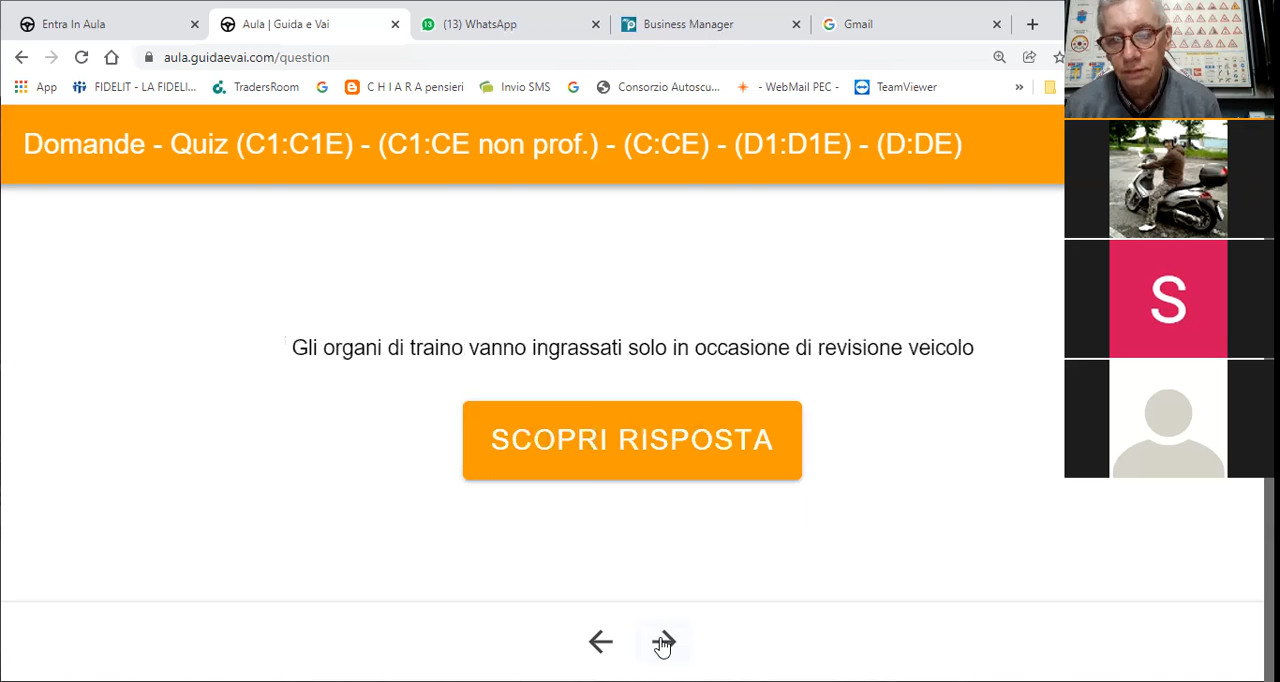 Entra In Aula
Aula | Guida e Vai
(13) WhatsApp
Business Manager
Gmail
aula.guidaevai.com/question
App
FIDELIT - LA FIDELI...
TradersRoom
C H I A R A pensieri
Invio SMS
Consorzio Autoscu...
- WebMail PEC -
TeamViewer
»
Domande - Quiz (C1:C1E) - (C1:CE non prof.) - (C:CE) - (D1:D1E) - (D:DE)
Gli organi di traino vanno ingrassati solo in occasione di revisione veicolo
SCOPRI RISPOSTA
S